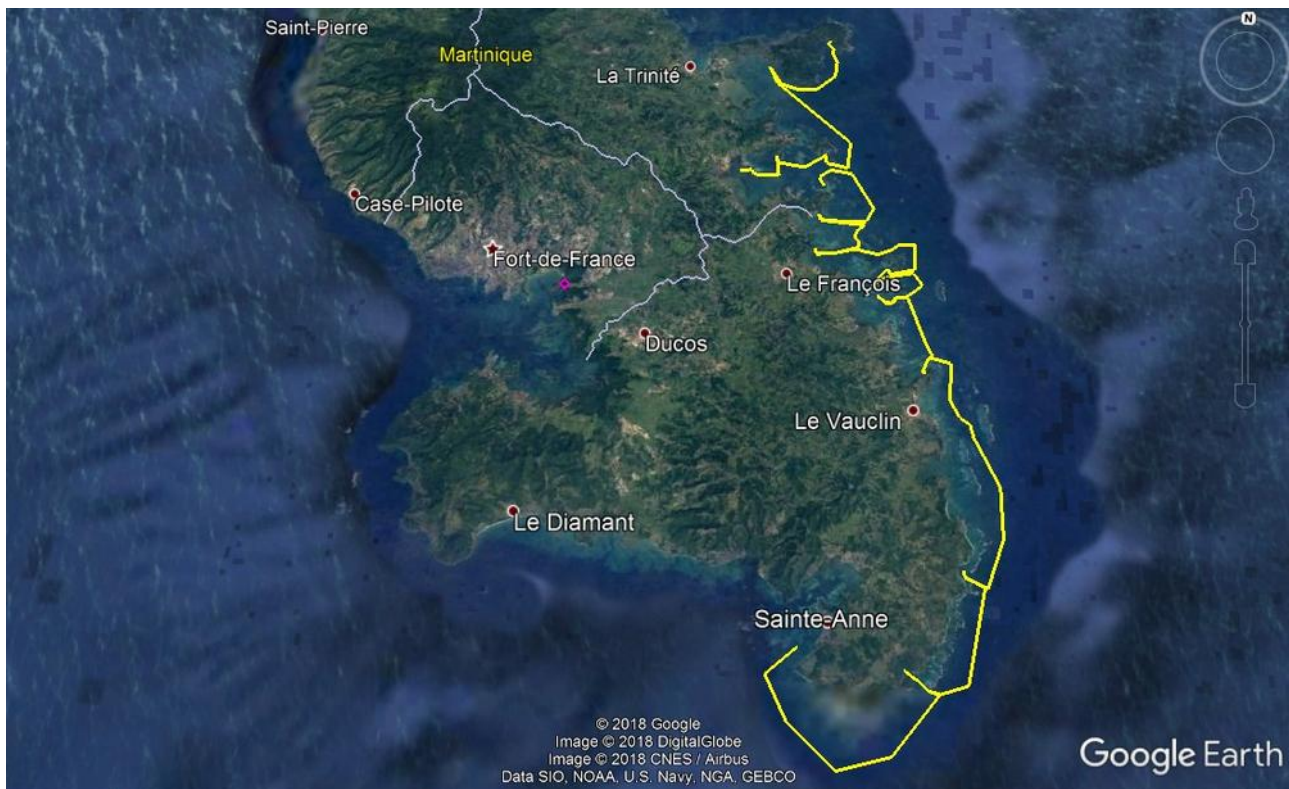 N
Saint-Pierre
Martinique
La Trinité
Case-Pilote
Fort-de-France
Le François
Ducos
Le Vauclin
Le Diamant
Sainte-Anne
© 2018 Google
Image © 2018 DigitalGlobe
Image © 2018 CNES / Airbus
Data SIO, NOAA, U.S. Navy, NGA, GEBCO
Google Earth